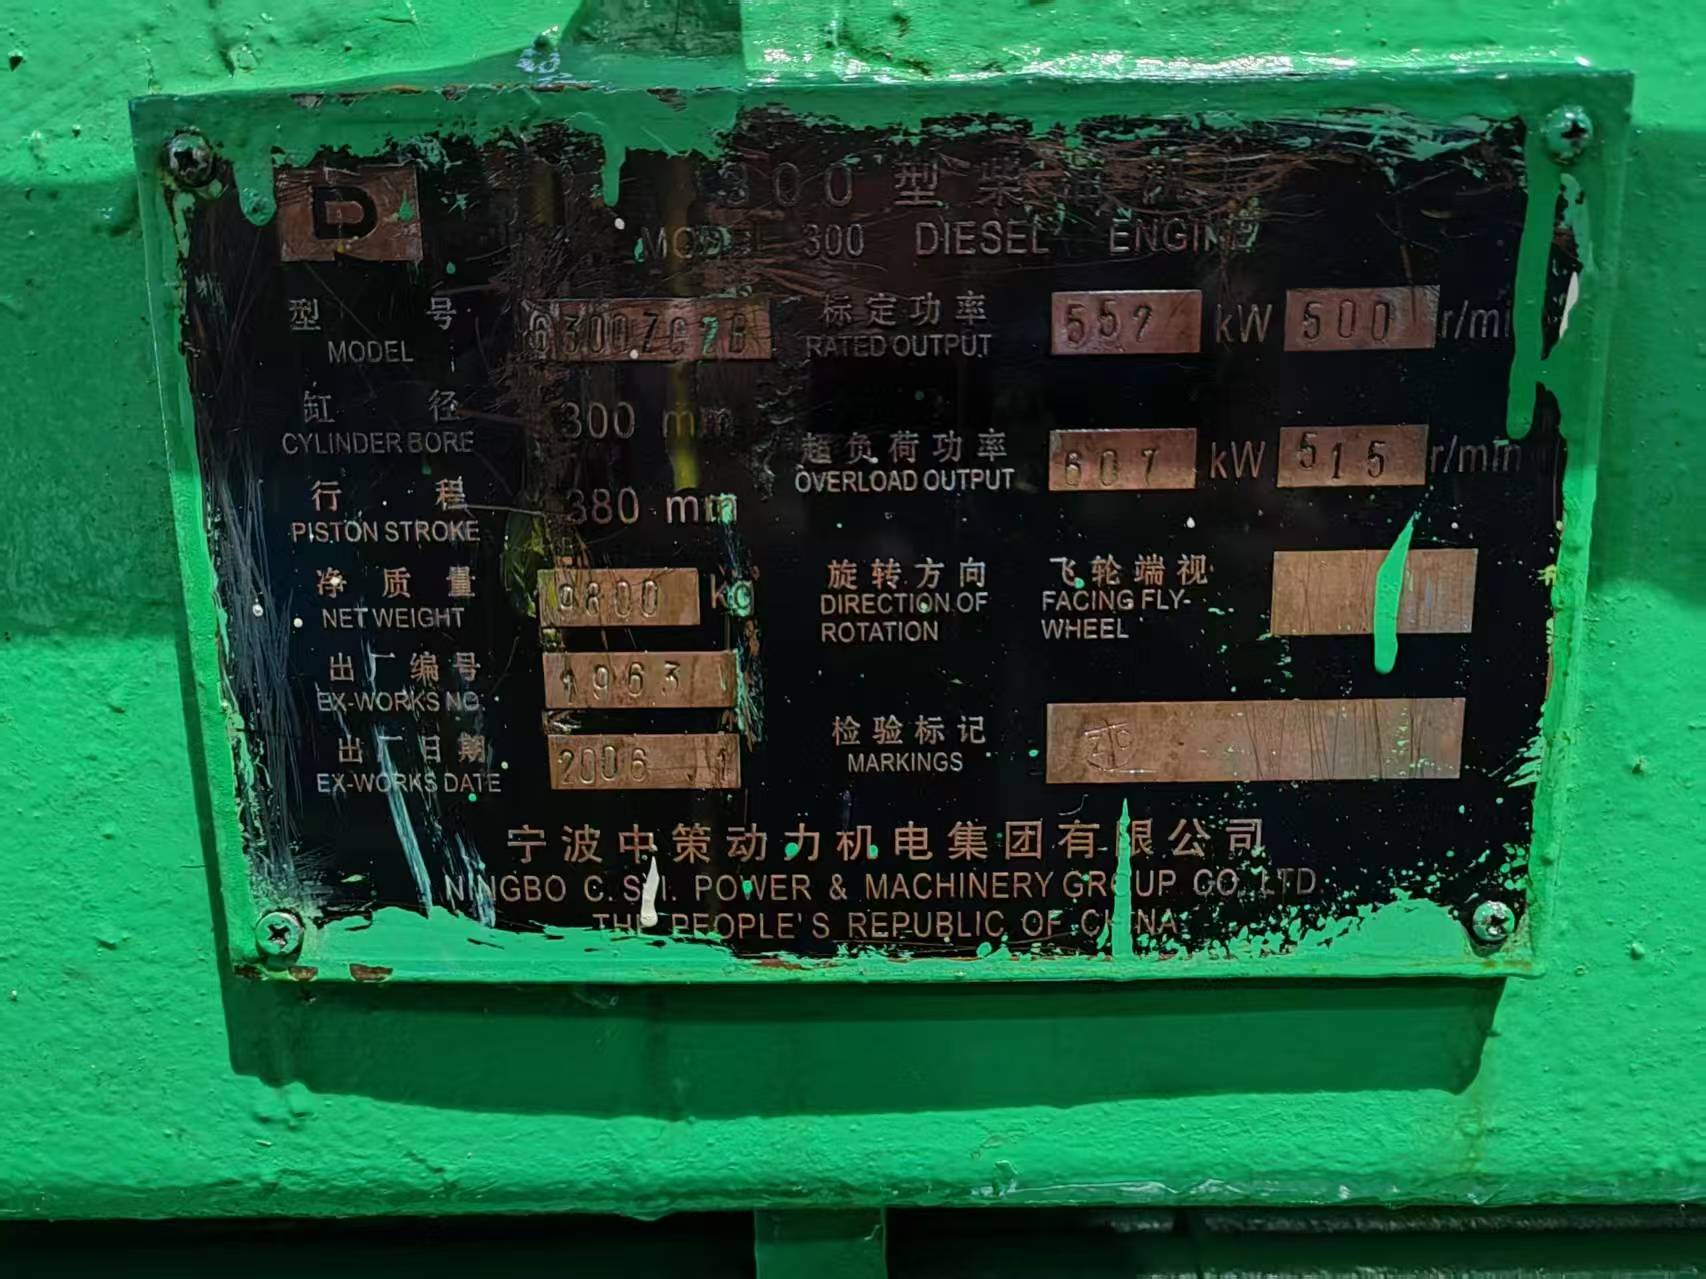 300 型 柴 油 机
MODEL 300 DIESEL ENGINE
型 号
MODEL
6300ZC2B
标定功率
RATED OUTPUT
552 kW 500 r/min
缸 径
CYLINDER BORE
300 mm
超负荷功率
OVERLOAD OUTPUT
607 kW 515 r/min
行 程
PISTON STROKE
380 mm
净 质 量
NET WEIGHT
9800 kg
旋转方向
DIRECTION OF
ROTATION
飞轮端视
FACING FLY-
WHEEL
出厂编号
EX-WORKS NO.
1963
检验标记
MARKINGS
出厂日期
EX-WORKS DATE
2006 .1
宁波中策动力机电集团有限公司
NINGBO C.S.I. POWER & MACHINERY GROUP CO. LTD
THE PEOPLE'S REPUBLIC OF CHINA